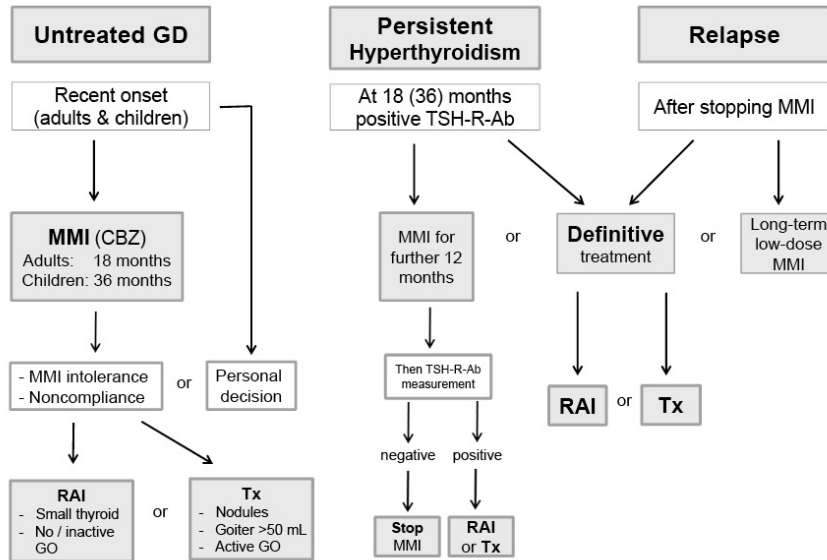 Untreated GD
Recent onset
(adults & children)
MMI (CBZ)
Adults: 18 months
Children: 36 months
- MMI intolerance
- Noncompliance
or
Personal
decision
RAI
- Small thyroid
- No / inactive
GO
or
Tx
- Nodules
- Goiter >50 mL
- Active GO
Persistent
Hyperthyroidism
At 18 (36) months
positive TSH-R-Ab
MMI for
further 12
months
or
Definitive
treatment
or
Long-term
low-dose
MMI
Then TSH-R-Ab
measurement
negative
positive
Stop
MMI
RAI
or Tx
Relapse
After stopping MMI
RAI
or
Tx